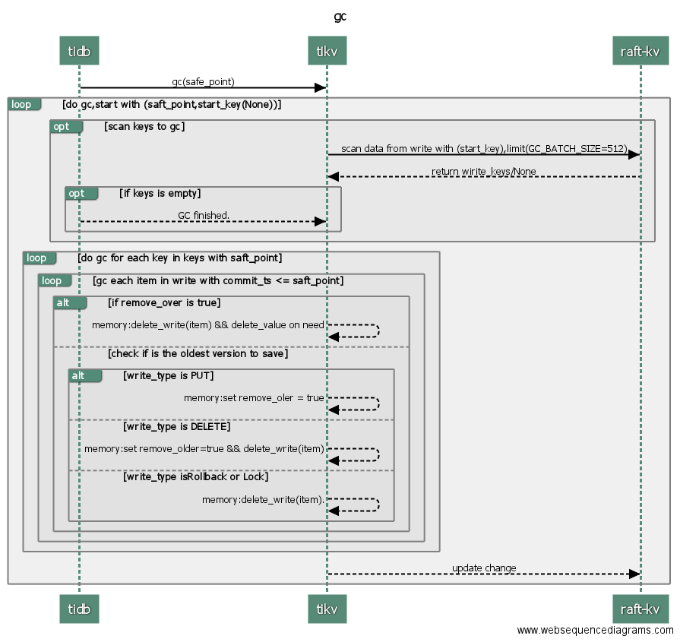 gc
tidb tikv raft-kv
gc(safe_point)
loop [do gc,start with (saft_point,start_key(None))]
opt [scan keys to gc]
scan data from write with (start_key),limit(GC_BATCH_SIZE=512)
return wirite_keys/None
opt [if keys is empty]
GC finished.
loop [do gc for each key in keys with saft_point]
loop [gc each item in write with commit_ts <= saft_point]
alt [if remove_over is true]
memory:delete_write(item) && delete_value on need
[check if is the oldest version to save]
alt [write_type is PUT]
memory:set remove_oler = true
[write_type is DELETE]
memory:set remove_older=true && delete_write(item)
[write_type isRollback or Lock]
memory:delete_write(item).
update change
tidb tikv raft-kv
www.websequencediagrams.com